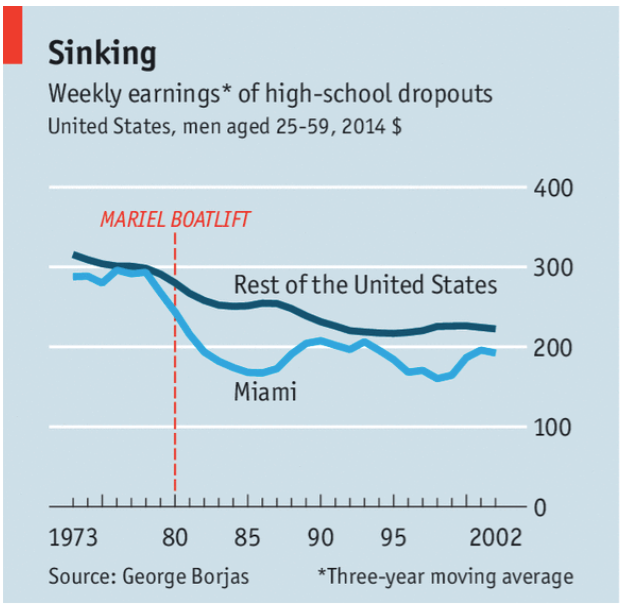 Sinking
Weekly earnings* of high-school dropouts
United States, men aged 25-59, 2014 $
400
MARIEL BOATLIFT
300
Rest of the United States
200
Miami
100
0
1973 80 85 90 95 2002
Source: George Borjas *Three-year moving average